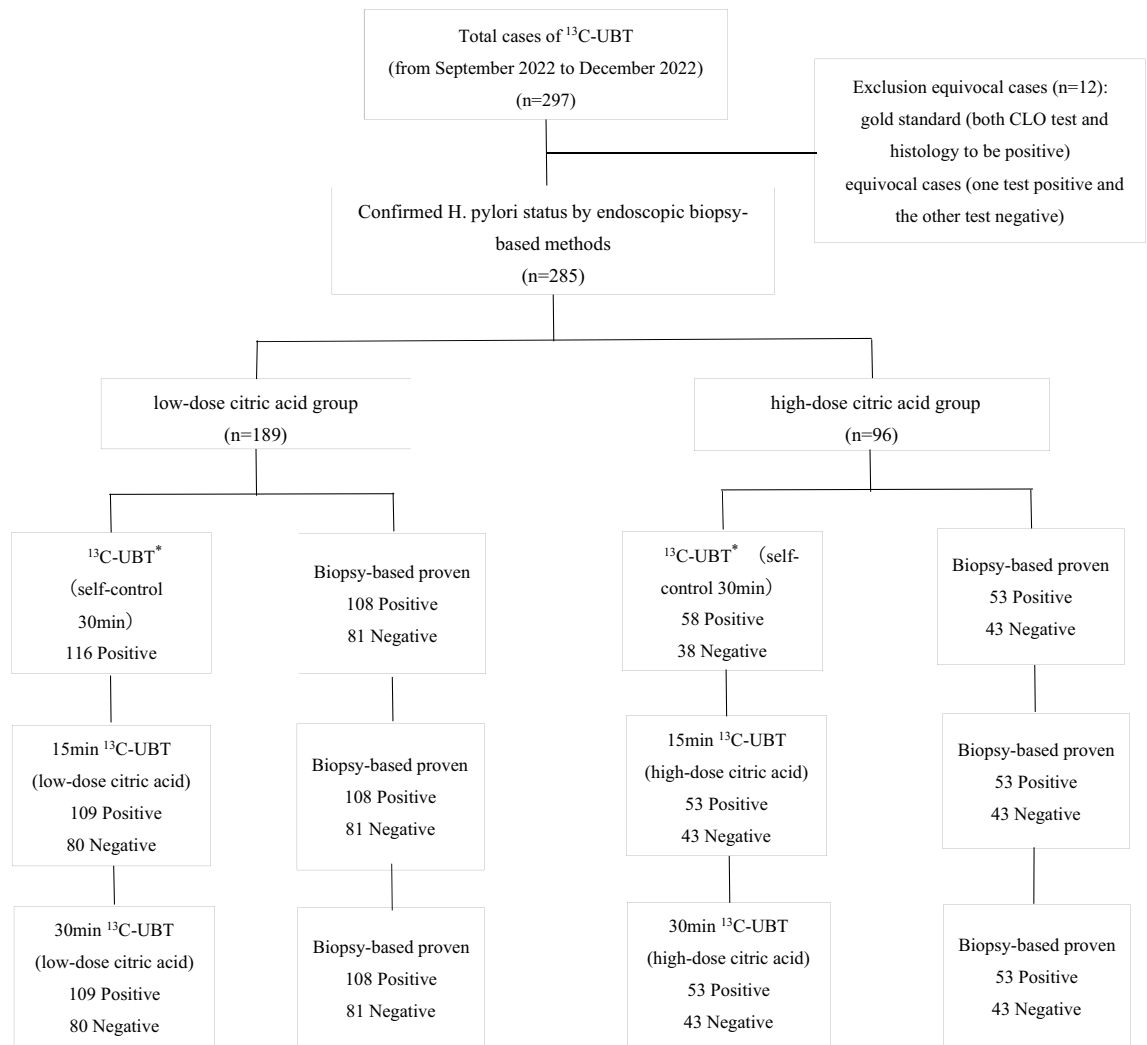 Total cases of ¹³C-UBT
(from September 2022 to December 2022)
(n=297)
Exclusion equivocal cases (n=12):
gold standard (both CLO test and
histology to be positive)
equivocal cases (one test positive and
the other test negative)
Confirmed H. pylori status by endoscopic biopsy-
based methods
(n=285)
low-dose citric acid group
(n=189)
high-dose citric acid group
(n=96)
¹³C-UBT*
（self-control
30min）
116 Positive
Biopsy-based proven
108 Positive
81 Negative
¹³C-UBT* （self-
control 30min）
58 Positive
38 Negative
Biopsy-based proven
53 Positive
43 Negative
15min ¹³C-UBT
(low-dose citric acid)
109 Positive
80 Negative
Biopsy-based proven
108 Positive
81 Negative
15min ¹³C-UBT
(high-dose citric acid)
53 Positive
43 Negative
Biopsy-based proven
53 Positive
43 Negative
30min ¹³C-UBT
(low-dose citric acid)
109 Positive
80 Negative
Biopsy-based proven
108 Positive
81 Negative
30min ¹³C-UBT
(high-dose citric acid)
53 Positive
43 Negative
Biopsy-based proven
53 Positive
43 Negative